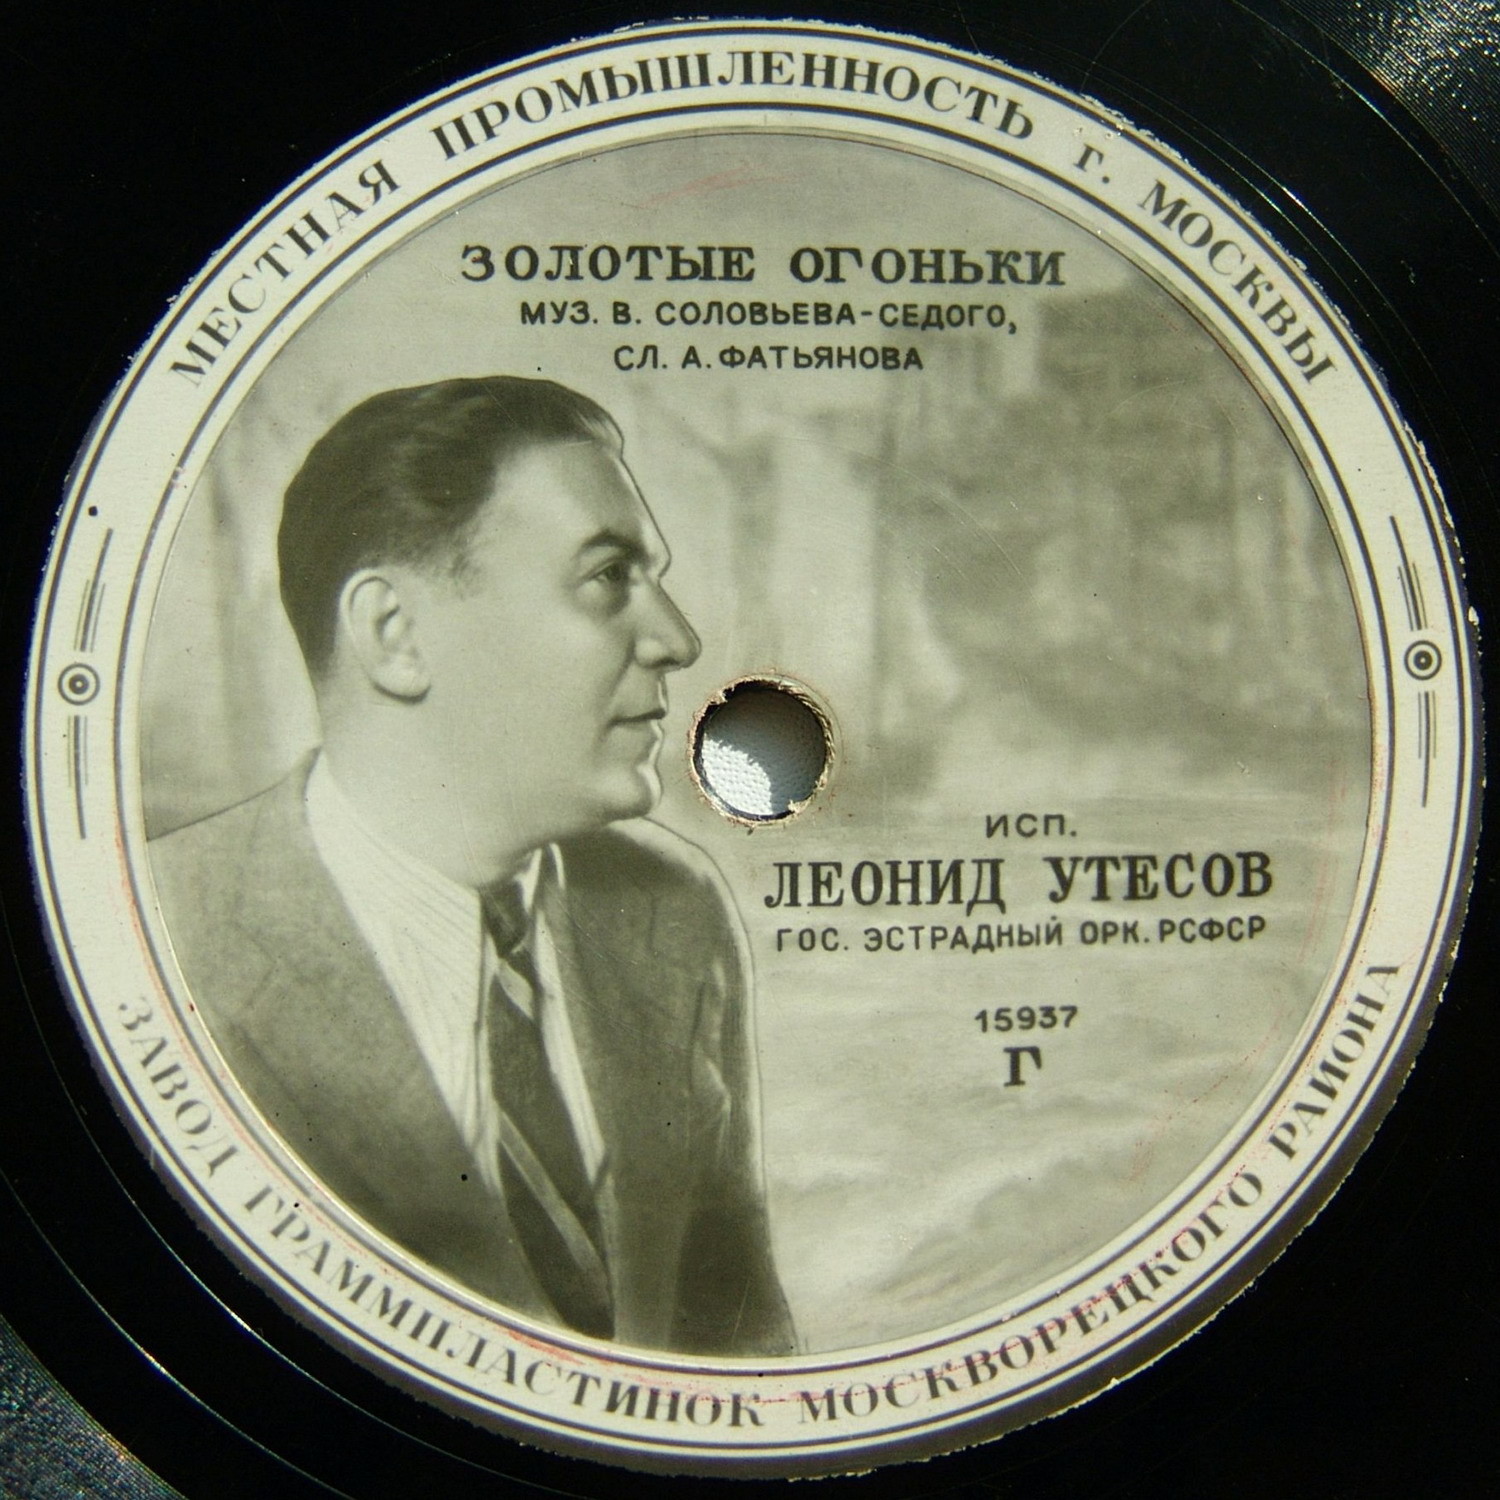 МЕСТНАЯ ПРОМЫШЛЕННОСТЬ г. МОСКВЫ
ЗОЛОТЫЕ ОГОНЬКИ
МУЗ. В. СОЛОВЬЕВА-СЕДОГО,
СЛ. А. ФАТЬЯНОВА
ИСП.
ЛЕОНИД УТЕСОВ
ГОС. ЭСТРАДНЫЙ ОРК. РСФСР
15937
Г
ЗАВОД ГРАММПЛАСТИНОК МОСКВОРЕЦКОГО РАЙОНА